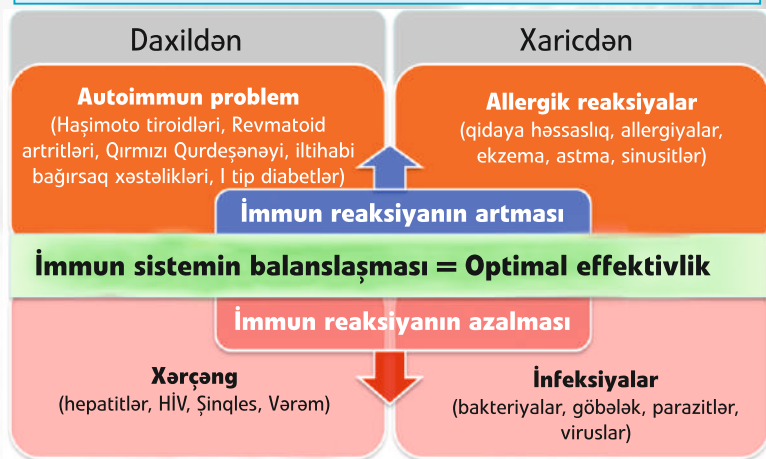 Daxildən
Xaricdən
Autoimmun problem
(Haşimoto tiroidləri, Revmatoid
artritləri, Qırmızı Qurdeşənəyi, iltihabi
bağırsaq xəstəlikləri, I tip diabetlər)
Allergik reaksiyalar
(qidaya həssaslıq, allergiyalar,
ekzema, astma, sinusitlər)
İmmun reaksiyanın artması
İmmun sistemin balanslaşması = Optimal effektivlik
İmmun reaksiyanın azalması
Xərçəng
(hepatitlər, HİV, Şinqles, Vərəm)
İnfeksiyalar
(bakteriyalar, göbələk, parazitlər,
viruslar)